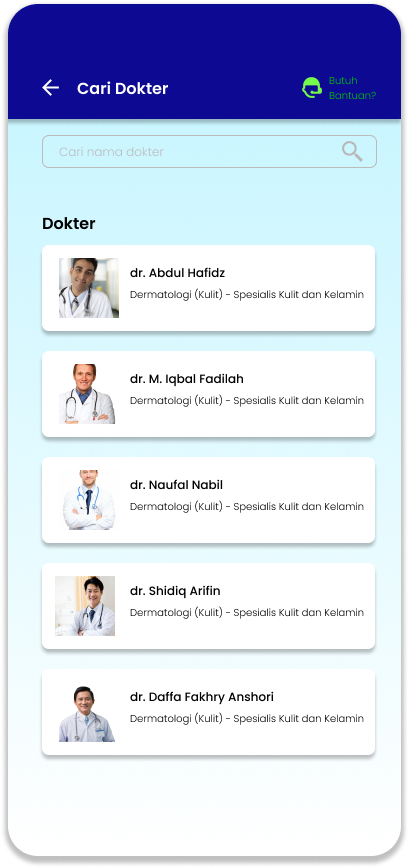 Cari Dokter
Butuh
Bantuan?
Cari nama dokter
Dokter
dr. Abdul Hafidz
Dermatologi (Kulit) - Spesialis Kulit dan Kelamin
dr. M. Iqbal Fadilah
Dermatologi (Kulit) - Spesialis Kulit dan Kelamin
dr. Naufal Nabil
Dermatologi (Kulit) - Spesialis Kulit dan Kelamin
dr. Shidiq Arifin
Dermatologi (Kulit) - Spesialis Kulit dan Kelamin
dr. Daffa Fakhry Anshori
Dermatologi (Kulit) - Spesialis Kulit dan Kelamin